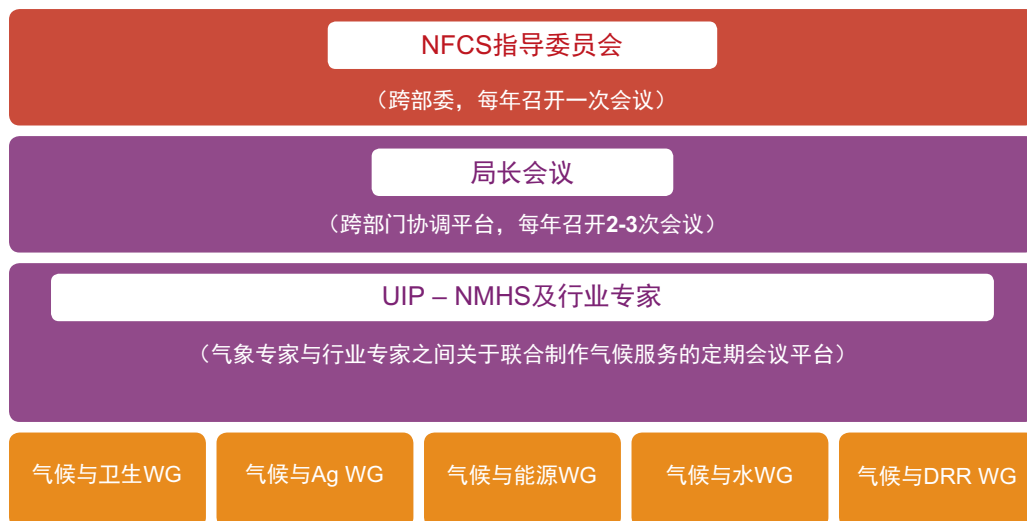 NFCS指导委员会
（跨部委，每年召开一次会议）
局长会议
（跨部门协调平台，每年召开2-3次会议）
UIP – NMHS及行业专家
（气象专家与行业专家之间关于联合制作气候服务的定期会议平台）
气候与卫生WG
气候与Ag WG
气候与能源WG
气候与水WG
气候与DRR WG